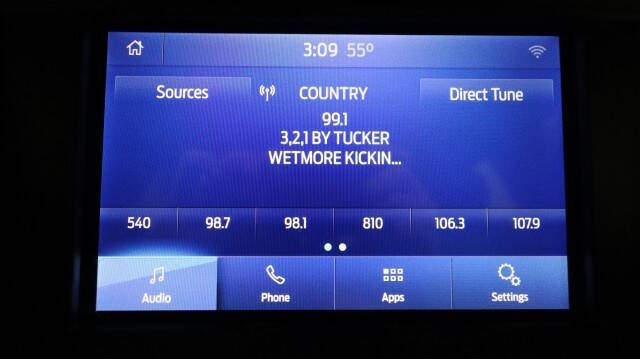 3:09 55°
Sources COUNTRY Direct Tune
99.1
3,2,1 BY TUCKER
WETMORE KICKIN...
540 98.7 98.1 810 106.3 107.9
Audio Phone Apps Settings